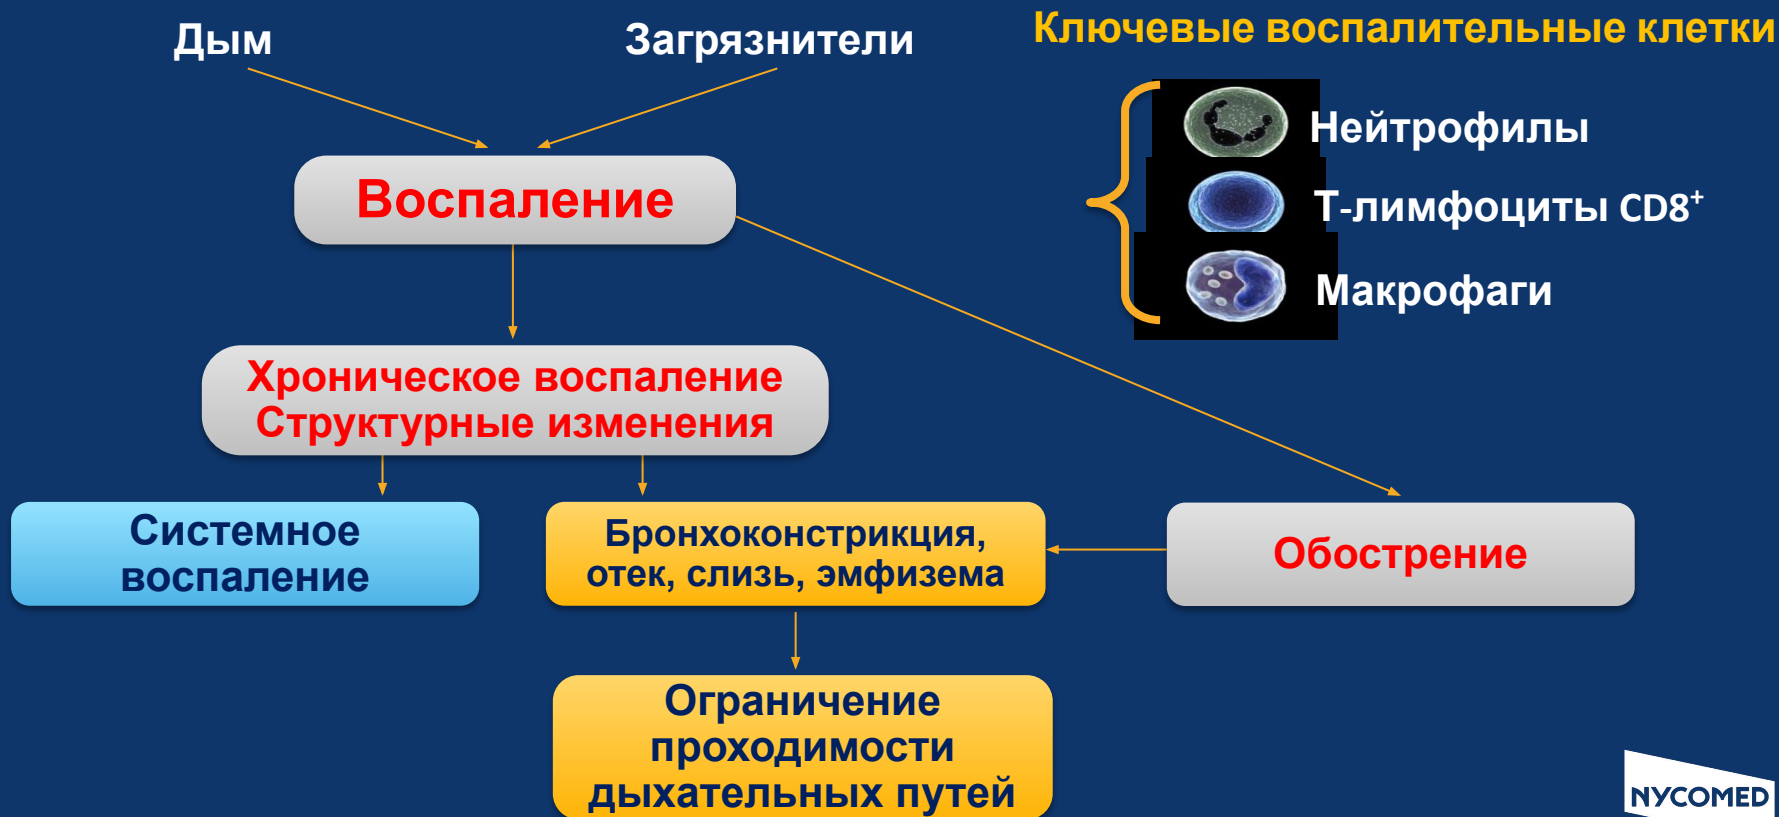 Дым
Загрязнители
Ключевые воспалительные клетки
Нейтрофилы
Т-лимфоциты CD8⁺
Макрофаги
Воспаление
Хроническое воспаление
Структурные изменения
Системное
воспаление
Бронхоконстрикция,
отек, слизь, эмфизема
Обострение
Ограничение
проходимости
дыхательных путей
NYCOMED